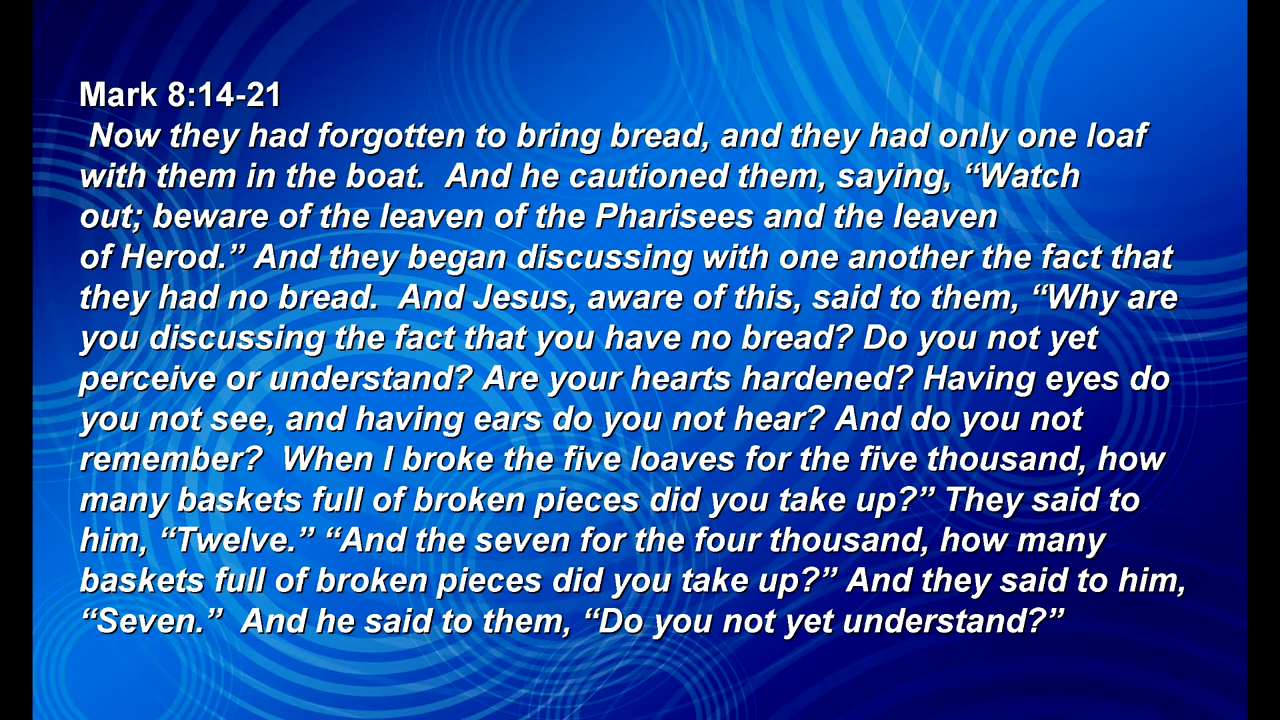 Mark 8:14-21
Now they had forgotten to bring bread, and they had only one loaf
with them in the boat.  And he cautioned them, saying, “Watch
out; beware of the leaven of the Pharisees and the leaven
of Herod.” And they began discussing with one another the fact that
they had no bread.  And Jesus, aware of this, said to them, “Why are
you discussing the fact that you have no bread? Do you not yet
perceive or understand? Are your hearts hardened? Having eyes do
you not see, and having ears do you not hear? And do you not
remember?  When I broke the five loaves for the five thousand, how
many baskets full of broken pieces did you take up?” They said to
him, “Twelve.” “And the seven for the four thousand, how many
baskets full of broken pieces did you take up?” And they said to him,
“Seven.”  And he said to them, “Do you not yet understand?”